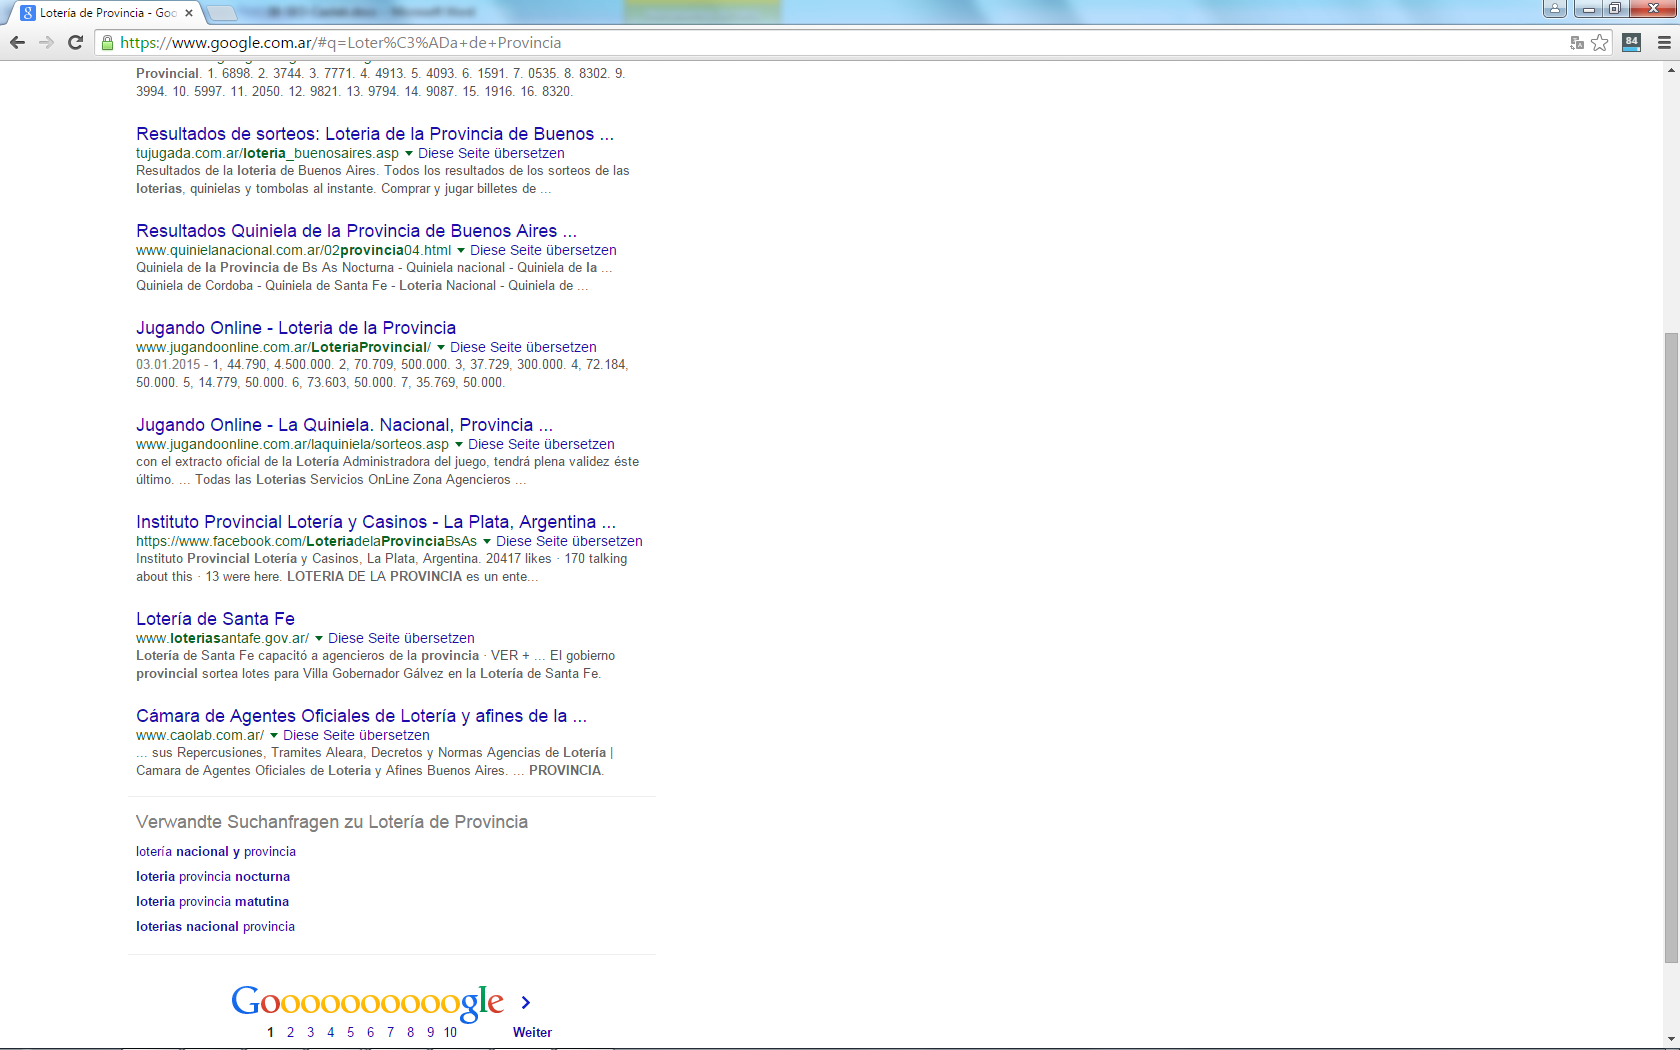 Lotería de Provincia - Goo
https://www.google.com.ar/#q=Loter%C3%ADa+de+Provincia
84
Provincial. 1. 6898. 2. 3744. 3. 7771. 4. 4913. 5. 4093. 6. 1591. 7. 0535. 8. 8302. 9.
3994. 10. 5997. 11. 2050. 12. 9821. 13. 9794. 14. 9087. 15. 1916. 16. 8320.
Resultados de sorteos: Loteria de la Provincia de Buenos ...
tujugada.com.ar/loteria_buenosaires.asp Diese Seite übersetzen
Resultados de la loteria de Buenos Aires. Todos los resultados de los sorteos de las
loterias, quinielas y tombolas al instante. Comprar y jugar billetes de ...
Resultados Quiniela de la Provincia de Buenos Aires ...
www.quinielanacional.com.ar/02provincia04.html Diese Seite übersetzen
Quiniela de la Provincia de Bs As Nocturna - Quiniela nacional - Quiniela de la ...
Quiniela de Cordoba - Quiniela de Santa Fe - Loteria Nacional - Quiniela de ...
Jugando Online - Loteria de la Provincia
www.jugandoonline.com.ar/LoteriaProvincial/ Diese Seite übersetzen
03.01.2015 - 1, 44.790, 4.500.000. 2, 70.709, 500.000. 3, 37.729, 300.000. 4, 72.184,
50.000. 5, 14.779, 50.000. 6, 73.603, 50.000. 7, 35.769, 50.000.
Jugando Online - La Quiniela. Nacional, Provincia ...
www.jugandoonline.com.ar/laquiniela/sorteos.asp Diese Seite übersetzen
con el extracto oficial de la Lotería Administradora del juego, tendrá plena validez éste
último. ... Todas las Loterias Servicios OnLine Zona Agencieros ...
Instituto Provincial Lotería y Casinos - La Plata, Argentina ...
https://www.facebook.com/LoteriadelaProvinciaBsAs Diese Seite übersetzen
Instituto Provincial Lotería y Casinos, La Plata, Argentina. 20417 likes · 170 talking
about this · 13 were here. LOTERIA DE LA PROVINCIA es un ente...
Lotería de Santa Fe
www.loteriasantafe.gov.ar/ Diese Seite übersetzen
Lotería de Santa Fe capacitó a agencieros de la provincia · VER + ... El gobierno
provincial sortea lotes para Villa Gobernador Gálvez en la Lotería de Santa Fe.
Cámara de Agentes Oficiales de Lotería y afines de la ...
www.caolab.com.ar/ Diese Seite übersetzen
... sus Repercusiones, Tramites Aleara, Decretos y Normas Agencias de Lotería |
Camara de Agentes Oficiales de Loteria y Afines Buenos Aires. ... PROVINCIA.
Verwandte Suchanfragen zu Lotería de Provincia
lotería nacional y provincia
loteria provincia nocturna
loteria provincia matutina
loterias nacional provincia
Goooooooooogle
1 2 3 4 5 6 7 8 9 10 Weiter